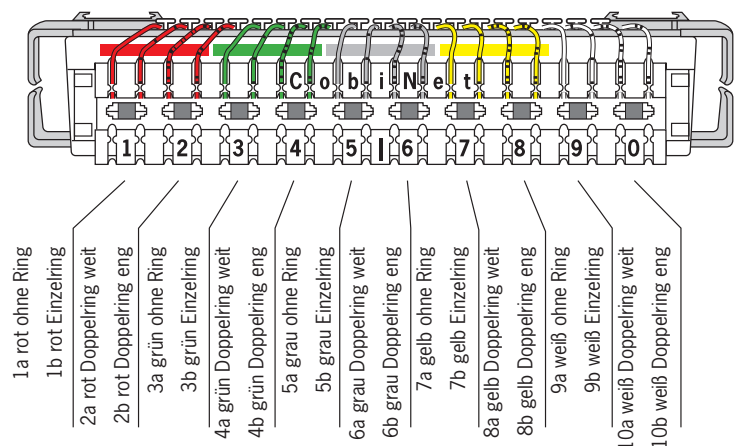 CobiNet
1 2 3 4 5 6 7 8 9 0
1a rot ohne Ring
1b rot Einzelring
2a rot Doppelring weit
2b rot Doppelring eng
3a grün ohne Ring
3b grün Einzelring
4a grün Doppelring weit
4b grün Doppelring eng
5a grau ohne Ring
5b grau Einzelring
6a grau Doppelring weit
6b grau Doppelring eng
7a gelb ohne Ring
7b gelb Einzelring
8a gelb Doppelring weit
8b gelb Doppelring eng
9a weiß ohne Ring
9b weiß Einzelring
10a weiß Doppelring weit
10b weiß Doppelring eng